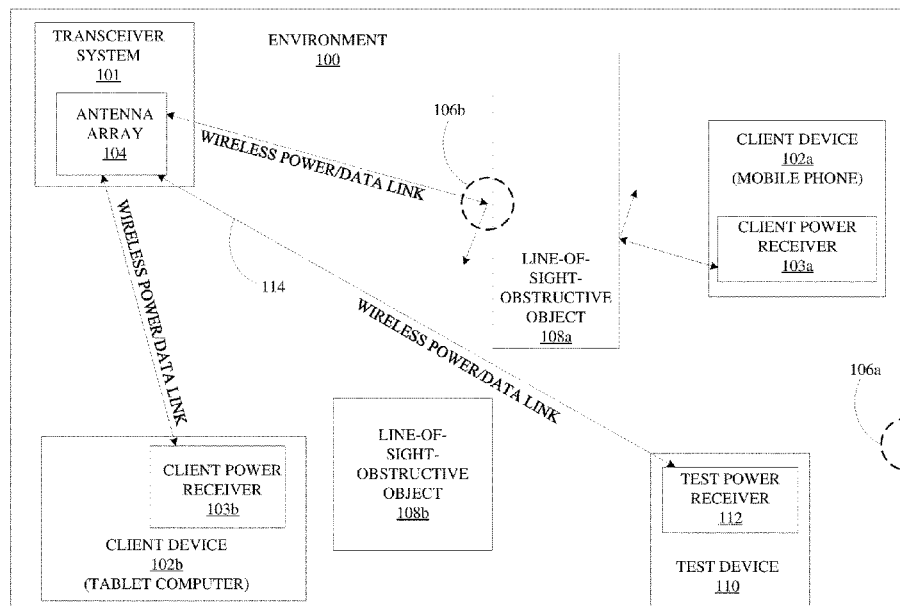 TRANSCEIVER
SYSTEM
101
ANTENNA
ARRAY
104
ENVIRONMENT
100
106b
WIRELESS POWER/DATA LINK
CLIENT DEVICE
102a
(MOBILE PHONE)
CLIENT POWER
RECEIVER
103a
LINE-OF-
SIGHT-
OBSTRUCTIVE
OBJECT
108a
WIRELESS POWER/DATA LINK
114
WIRELESS POWER/DATA LINK
106a
CLIENT POWER
RECEIVER
103b
CLIENT DEVICE
102b
(TABLET COMPUTER)
LINE-OF-
SIGHT-
OBSTRUCTIVE
OBJECT
108b
TEST POWER
RECEIVER
112
TEST DEVICE
110